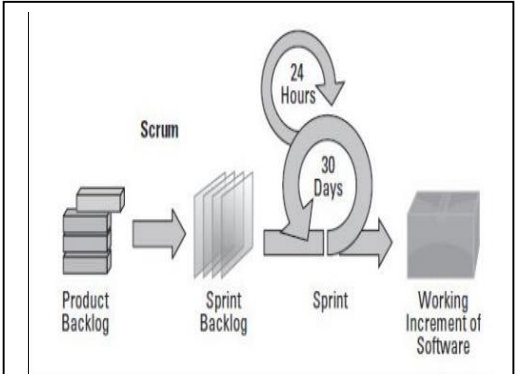 24
Hours
Scrum
30
Days
Product
Backlog
Sprint
Backlog
Sprint
Working
Increment of
Software